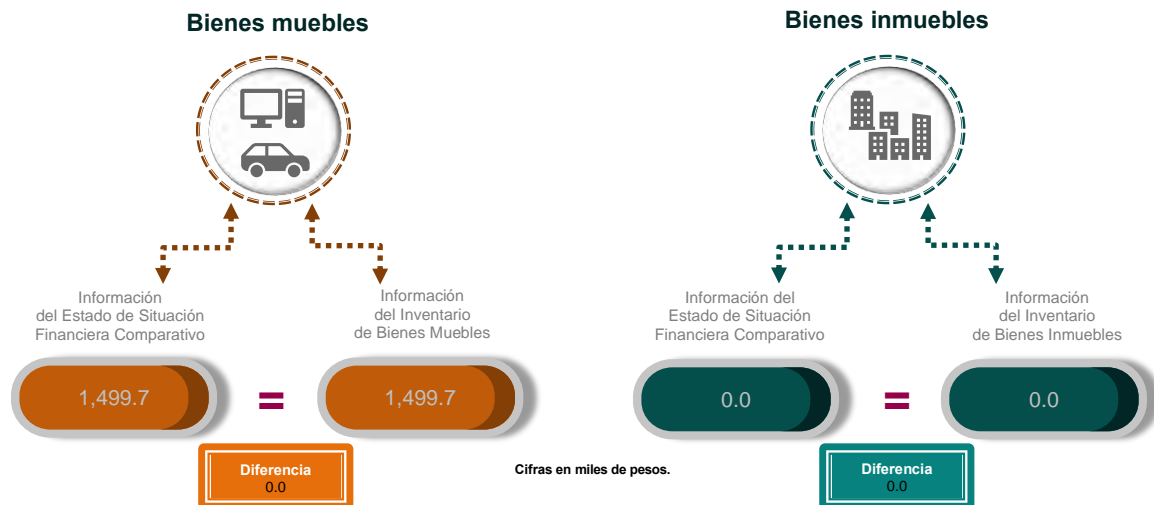 Bienes muebles
Información
del Estado de Situación
Financiera Comparativo
Información
del Inventario
de Bienes Muebles
1,499.7
=
1,499.7
Diferencia
0.0
Cifras en miles de pesos.
Bienes inmuebles
Información del
Estado de Situación
Financiera Comparativo
Información
del Inventario
de Bienes Inmuebles
0.0
=
0.0
Diferencia
0.0